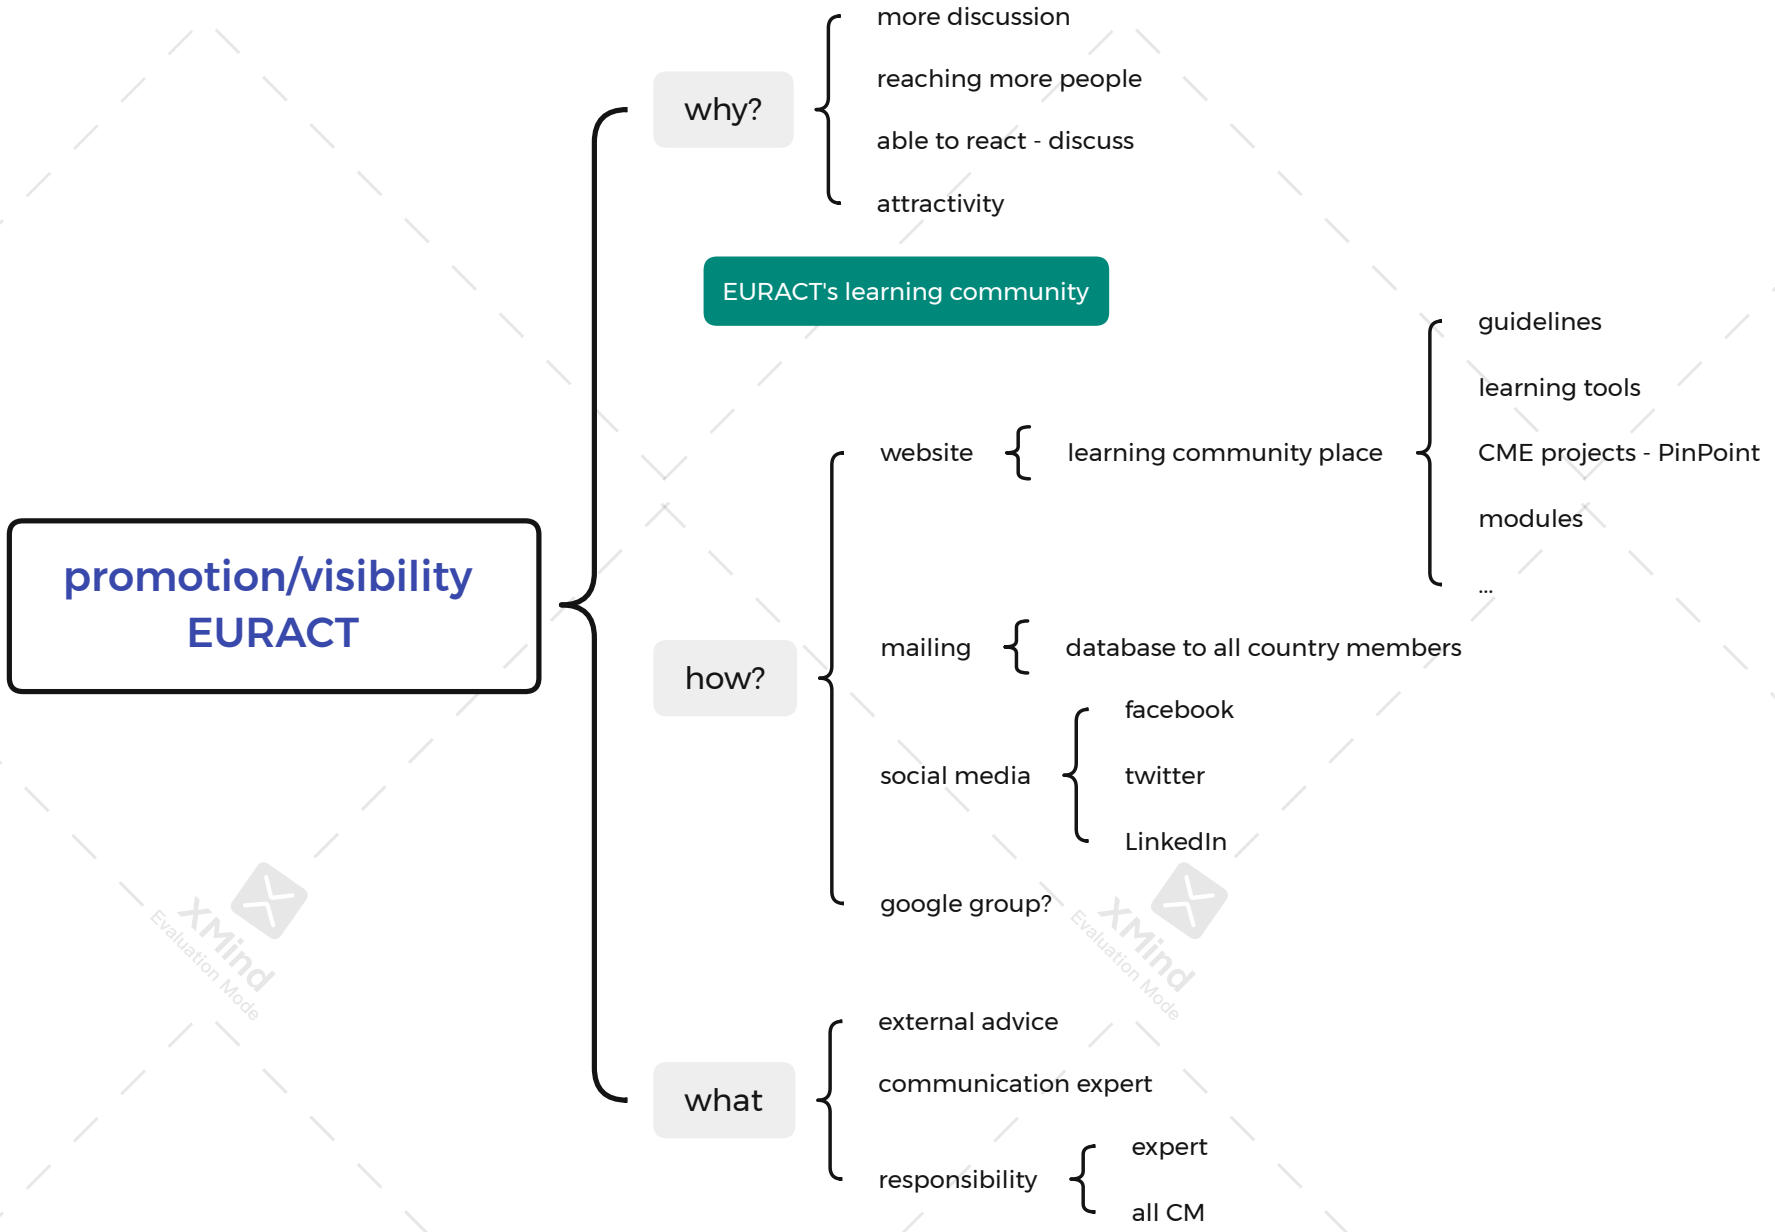 promotion/visibility
EURACT
why?
more discussion
reaching more people
able to react - discuss
attractivity
EURACT's learning community
how?
website
learning community place
guidelines
learning tools
CME projects - PinPoint
modules
...
mailing
database to all country members
social media
facebook
twitter
LinkedIn
google group?
what
external advice
communication expert
responsibility
expert
all CM
XMind
Evaluation Mode
XMind
Evaluation Mode